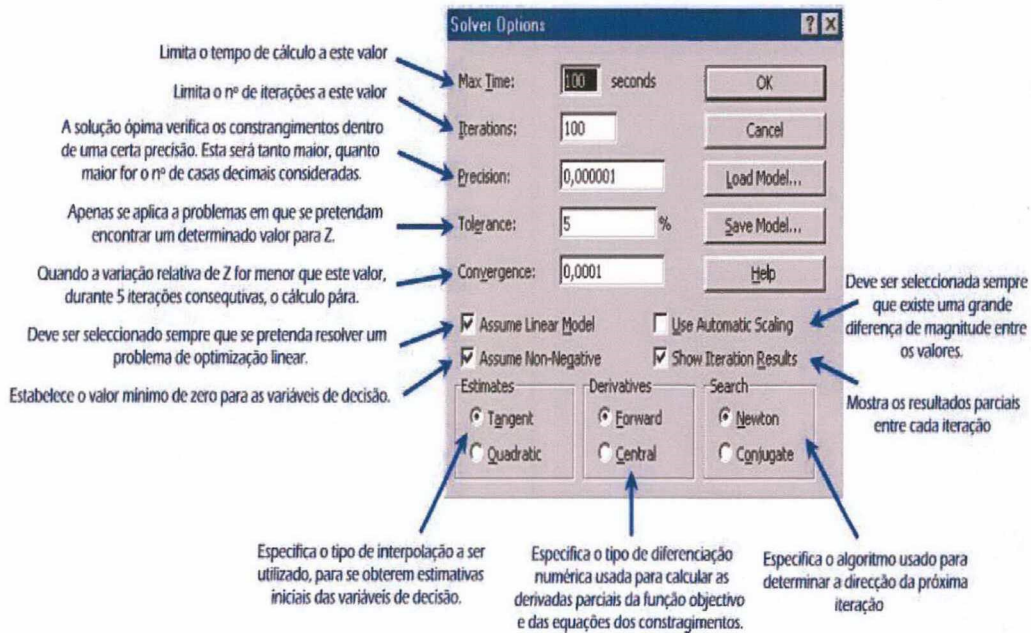 Solver Options
Limita o tempo de cálculo a este valor
Max Time:
100
seconds
OK
Limita o nº de iterações a este valor
Iterations:
100
Cancel
A solução ópima verifica os constrangimentos dentro
de uma certa precisão. Esta será tanto maior, quanto
maior for o nº de casas decimais consideradas.
Precision:
0,000001
Load Model...
Apenas se aplica a problemas em que se pretendam
encontrar um determinado valor para Z.
Tolerance:
5
%
Save Model...
Quando a variação relativa de Z for menor que este valor,
durante 5 iterações consequtivas, o cálculo pára.
Convergence:
0,0001
Help
Deve ser seleccionada sempre
que existe uma grande
diferença de magnitude entre
os valores.
Deve ser seleccionado sempre que se pretenda resolver um
problema de optimização linear.
Assume Linear Model
Use Automatic Scaling
Estabelece o valor mínimo de zero para as variáveis de decisão.
Assume Non-Negative
Show Iteration Results
Mostra os resultados parciais
entre cada iteração
Estimates
Tangent
Quadratic
Derivatives
Forward
Central
Search
Newton
Conjugate
Especifica o tipo de interpolação a ser
utilizado, para se obterem estimativas
iniciais das variáveis de decisão.
Especifica o tipo de diferenciação
numérica usada para calcular as
derivadas parciais da função objectivo
e das equações dos constragimentos.
Especifica o algoritmo usado para
determinar a direcção da próxima
iteração